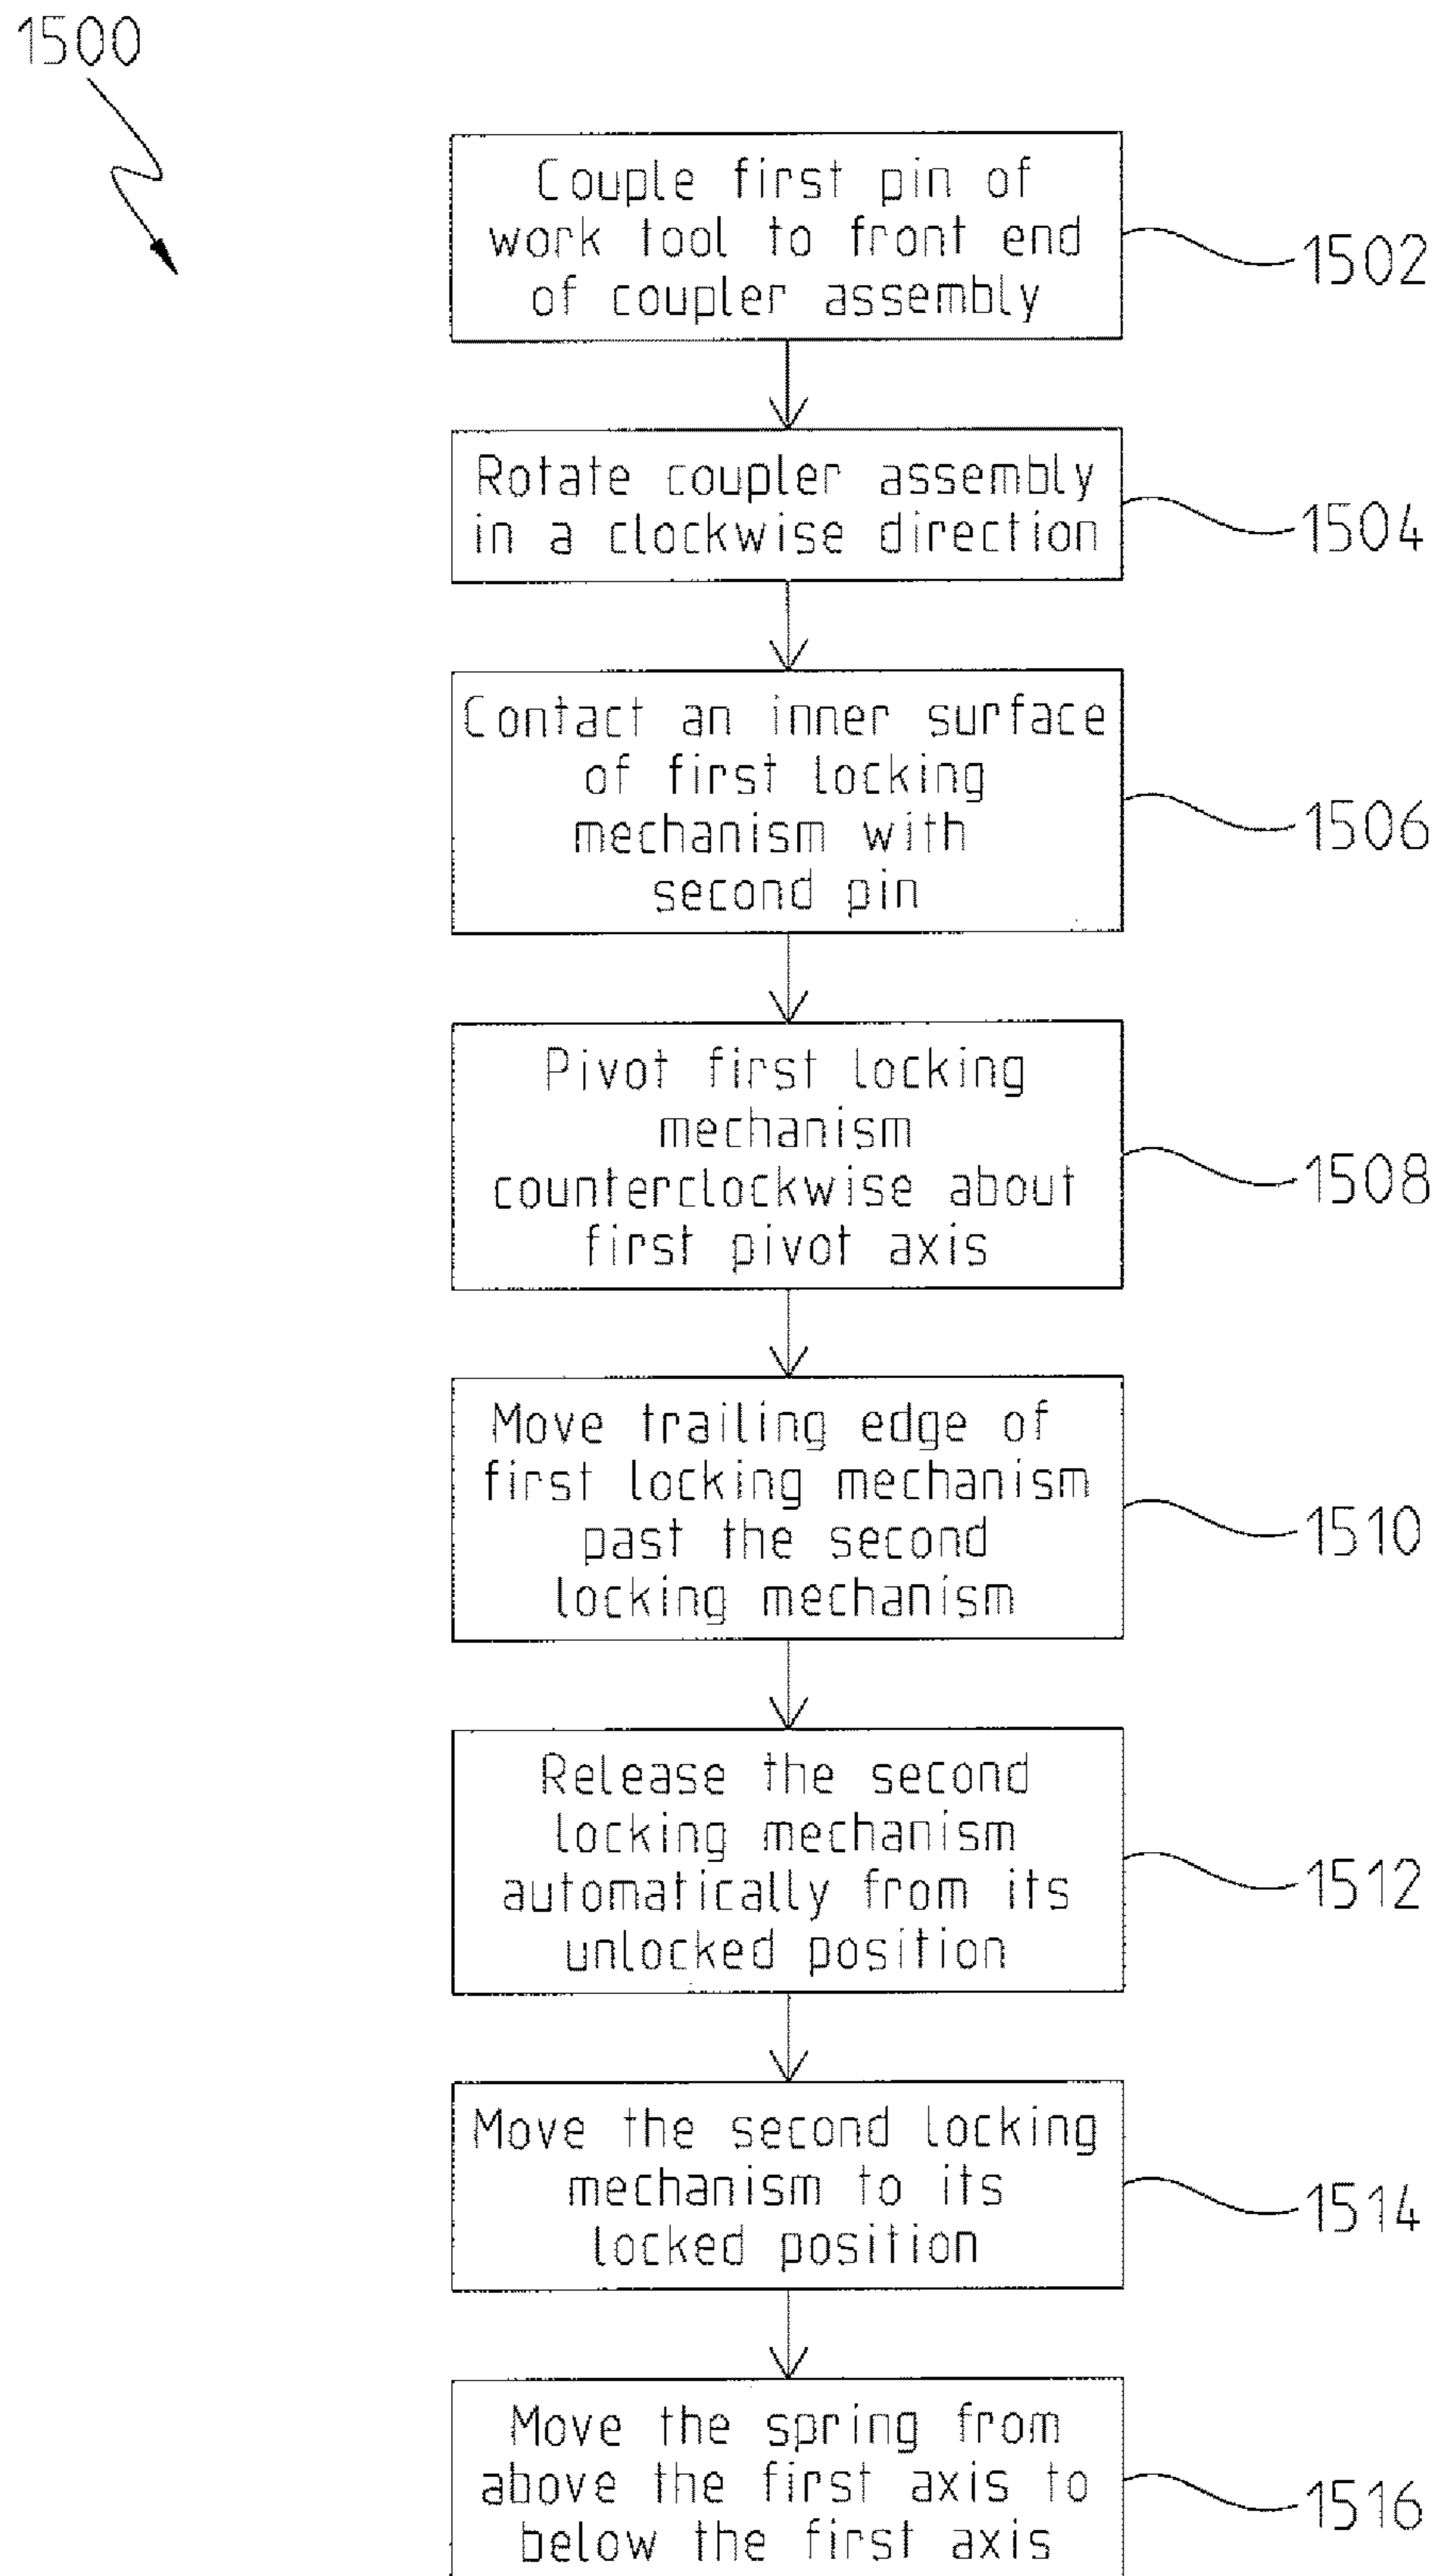 1500
Couple first pin of
work tool to front end
of coupler assembly
1502
Rotate coupler assembly
in a clockwise direction
1504
Contact an inner surface
of first locking
mechanism with
second pin
1506
Pivot first locking
mechanism
counterclockwise about
first pivot axis
1508
Move trailing edge of
first locking mechanism
past the second
locking mechanism
1510
Release the second
locking mechanism
automatically from its
unlocked position
1512
Move the second locking
mechanism to its
locked position
1514
Move the spring from
above the first axis to
below the first axis
1516